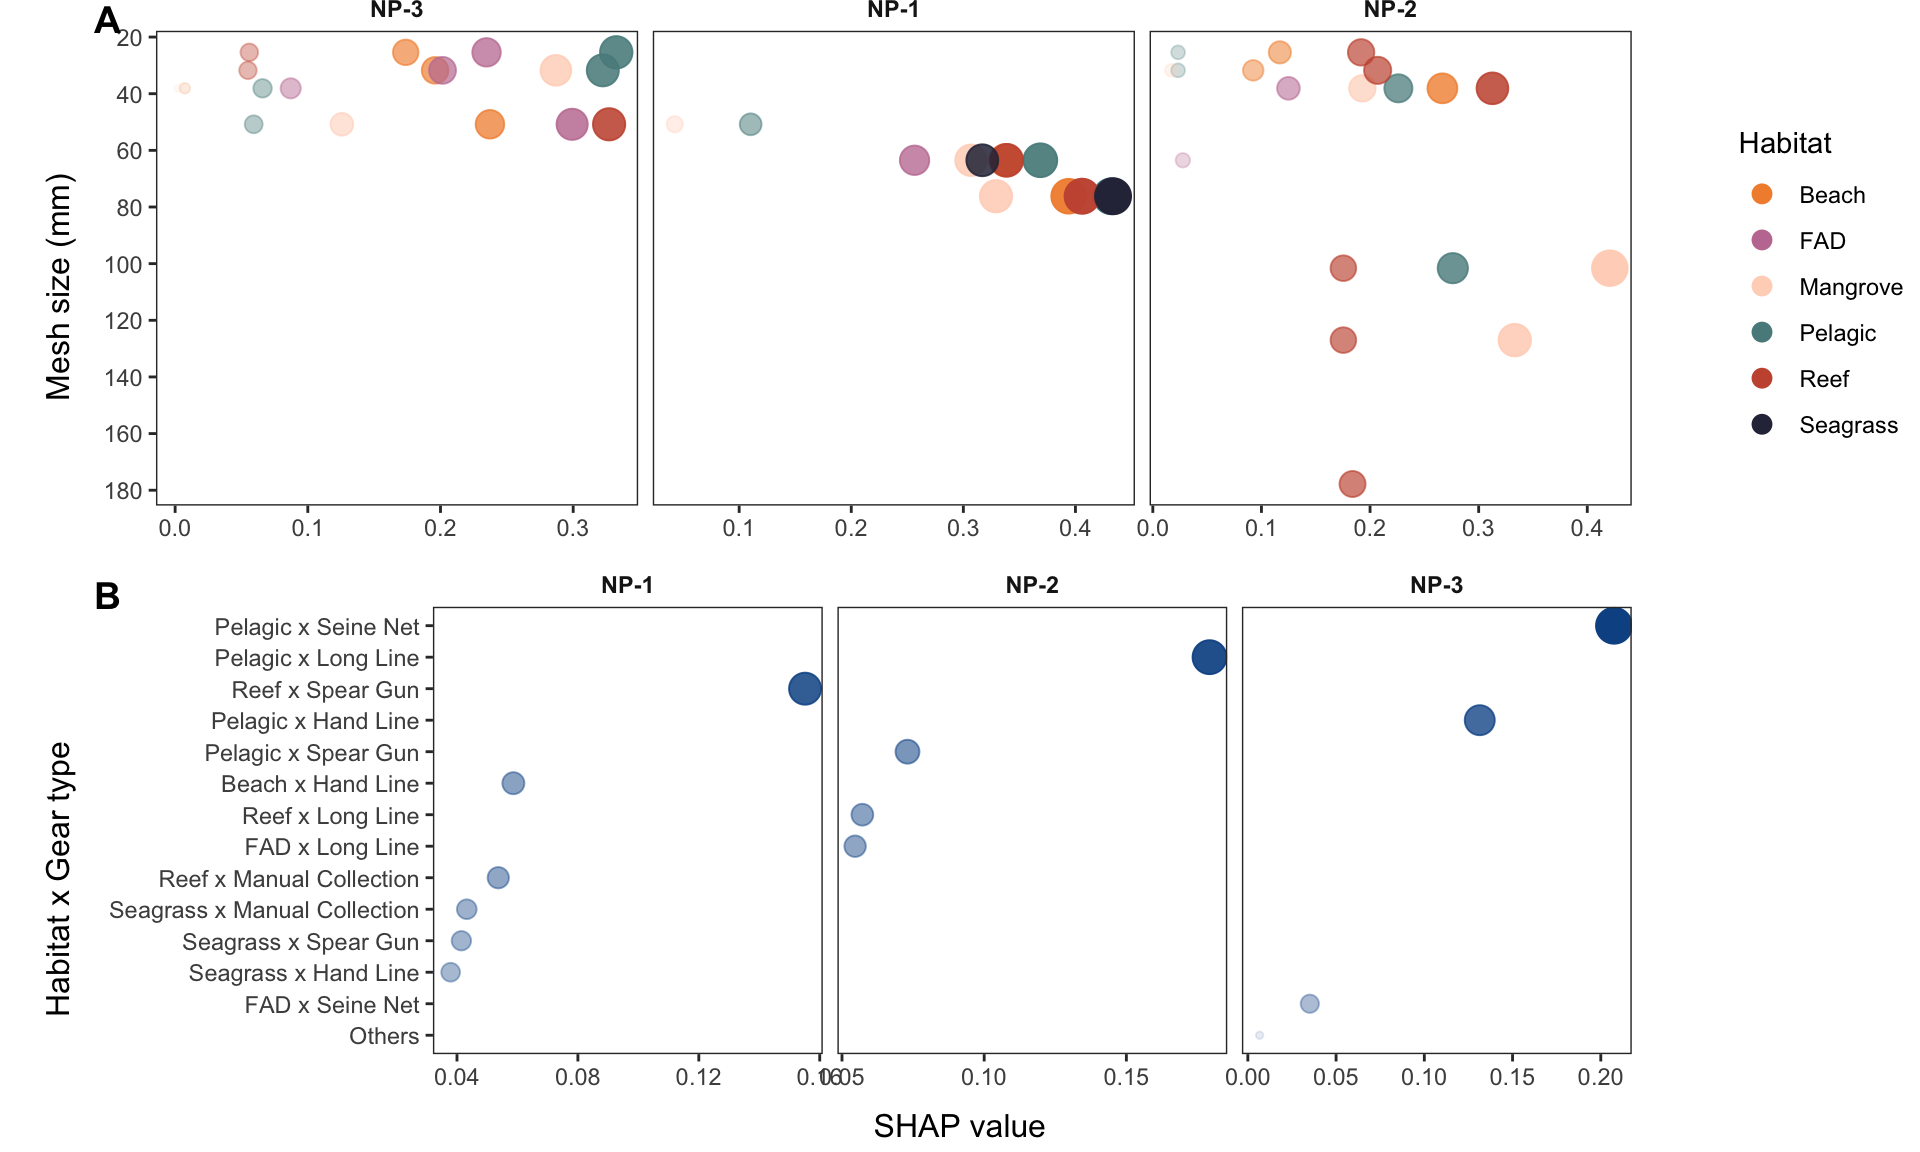 A
NP-3
NP-1
NP-2
Mesh size (mm)
20
40
60
80
100
120
140
160
180
0.0
0.1
0.2
0.3
0.1
0.2
0.3
0.4
0.0
0.1
0.2
0.3
0.4
Habitat
Beach
FAD
Mangrove
Pelagic
Reef
Seagrass
B
NP-1
NP-2
NP-3
Habitat x Gear type
Pelagic x Seine Net
Pelagic x Long Line
Reef x Spear Gun
Pelagic x Hand Line
Pelagic x Spear Gun
Beach x Hand Line
Reef x Long Line
FAD x Long Line
Reef x Manual Collection
Seagrass x Manual Collection
Seagrass x Spear Gun
Seagrass x Hand Line
FAD x Seine Net
Others
0.04
0.08
0.12
0.16
0.05
0.10
0.15
0.00
0.05
0.10
0.15
0.20
SHAP value